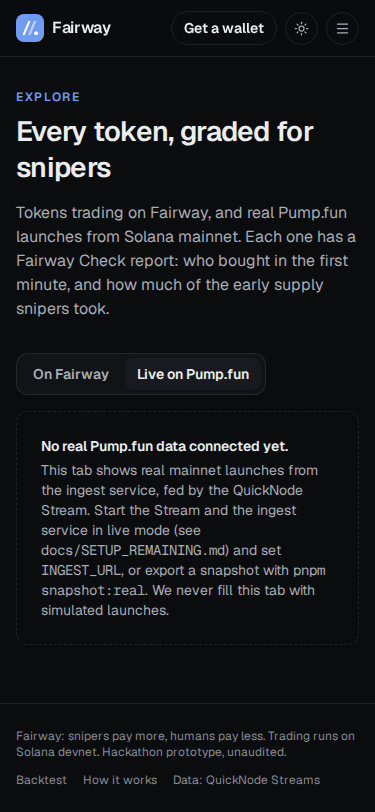 Fairway
Get a wallet
EXPLORE
Every token, graded for
snipers
Tokens trading on Fairway, and real Pump.fun
launches from Solana mainnet. Each one has a
Fairway Check report: who bought in the first
minute, and how much of the early supply
snipers took.
On Fairway
Live on Pump.fun
No real Pump.fun data connected yet.
This tab shows real mainnet launches from
the ingest service, fed by the QuickNode
Stream. Start the Stream and the ingest
service in live mode (see
docs/SETUP_REMAINING.md) and set
INGEST_URL, or export a snapshot with pnpm
snapshot:real. We never fill this tab with
simulated launches.
Fairway: snipers pay more, humans pay less. Trading runs on
Solana devnet. Hackathon prototype, unaudited.
Backtest How it works Data: QuickNode Streams